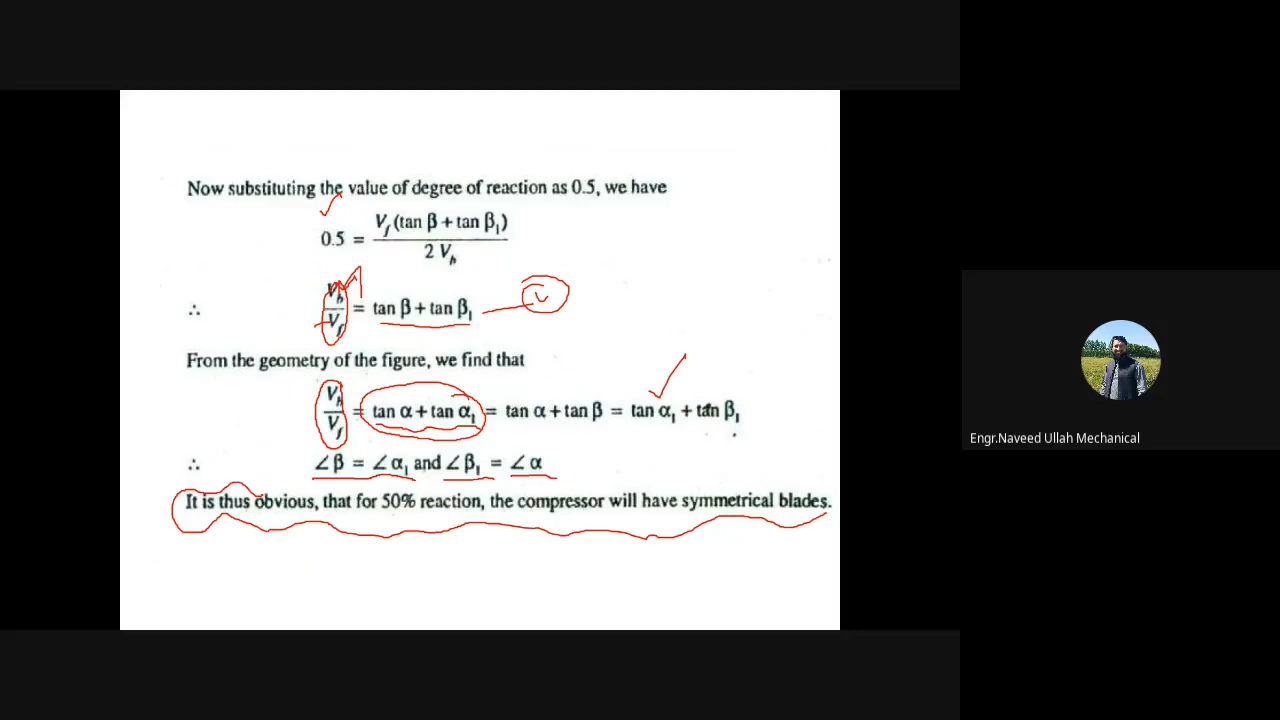 Now substituting the value of degree of reaction as 0.5, we have
0.5 = V_f (tan β + tan β₁) / 2 V_b
∴ V_b / V_f = tan β + tan β₁
From the geometry of the figure, we find that
V_b / V_f = tan α + tan α₁ = tan α + tan β = tan α₁ + tan β₁
∴ ∠β = ∠α₁ and ∠β₁ = ∠α
It is thus obvious, that for 50% reaction, the compressor will have symmetrical blades.
Engr.Naveed Ullah Mechanical